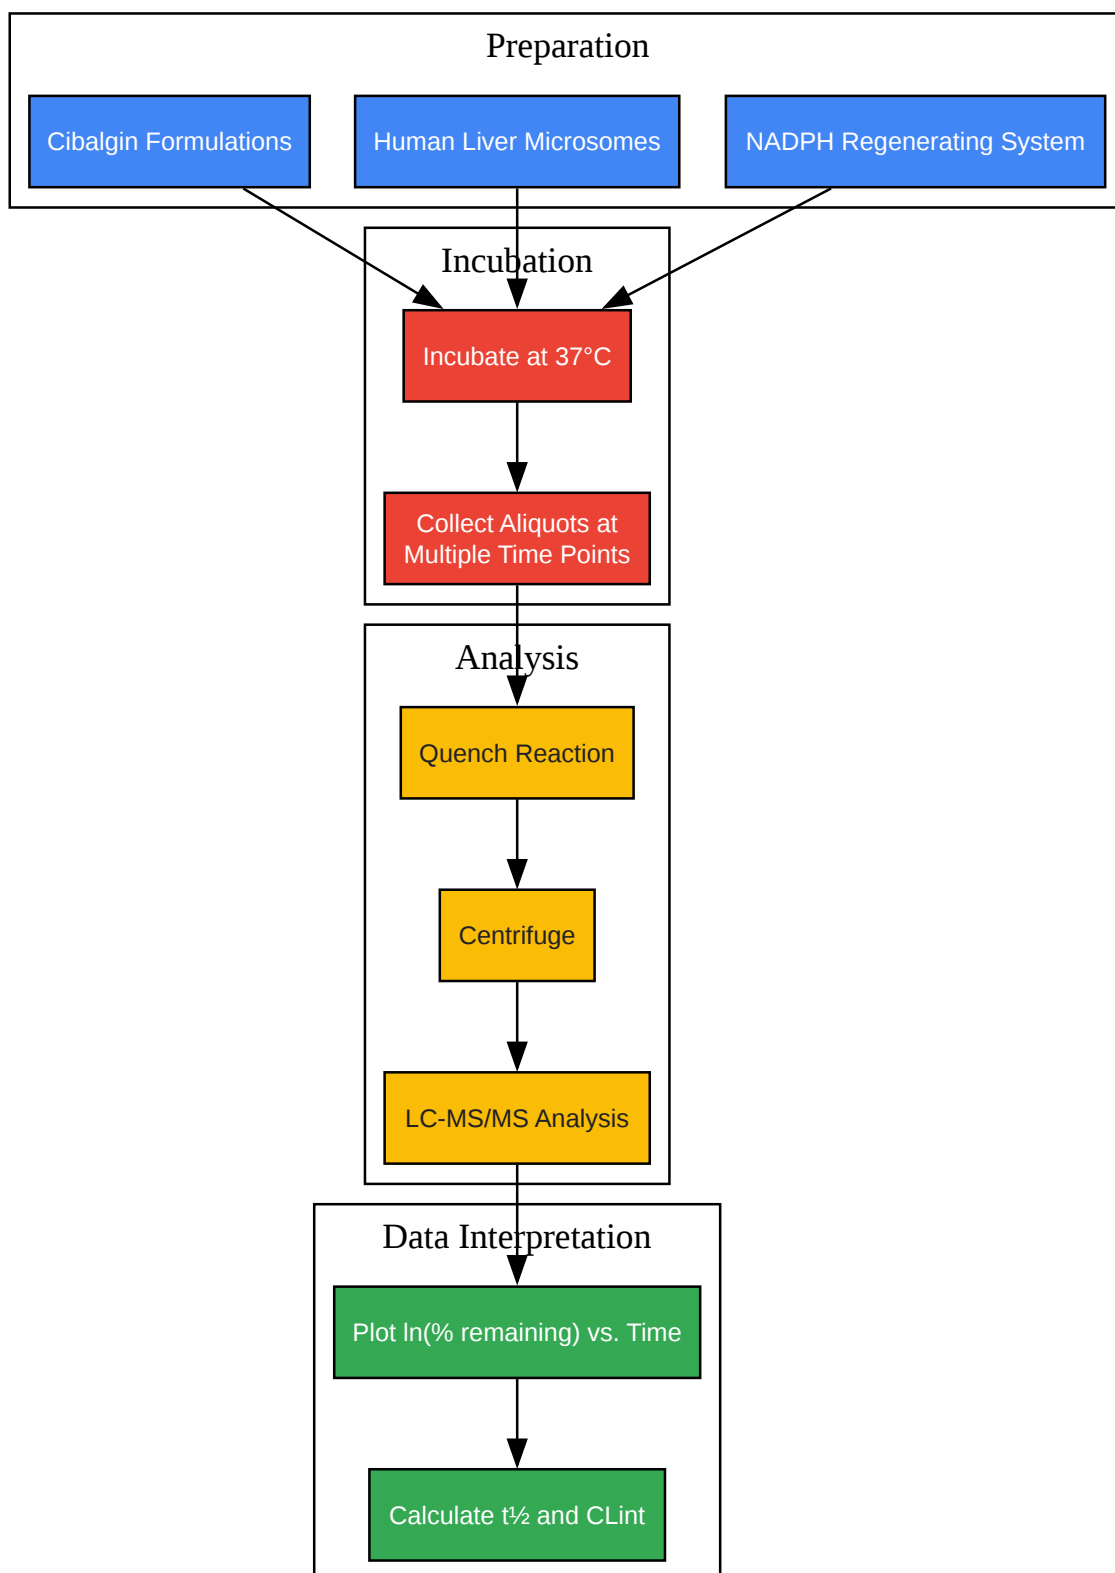 Preparation
Cibalgin Formulations
Human Liver Microsomes
NADPH Regenerating System
Incubation
Incubate at 37°C
Collect Aliquots at
Multiple Time Points
Analysis
Quench Reaction
Centrifuge
LC-MS/MS Analysis
Data Interpretation
Plot ln(% remaining) vs. Time
Calculate t½ and CLint